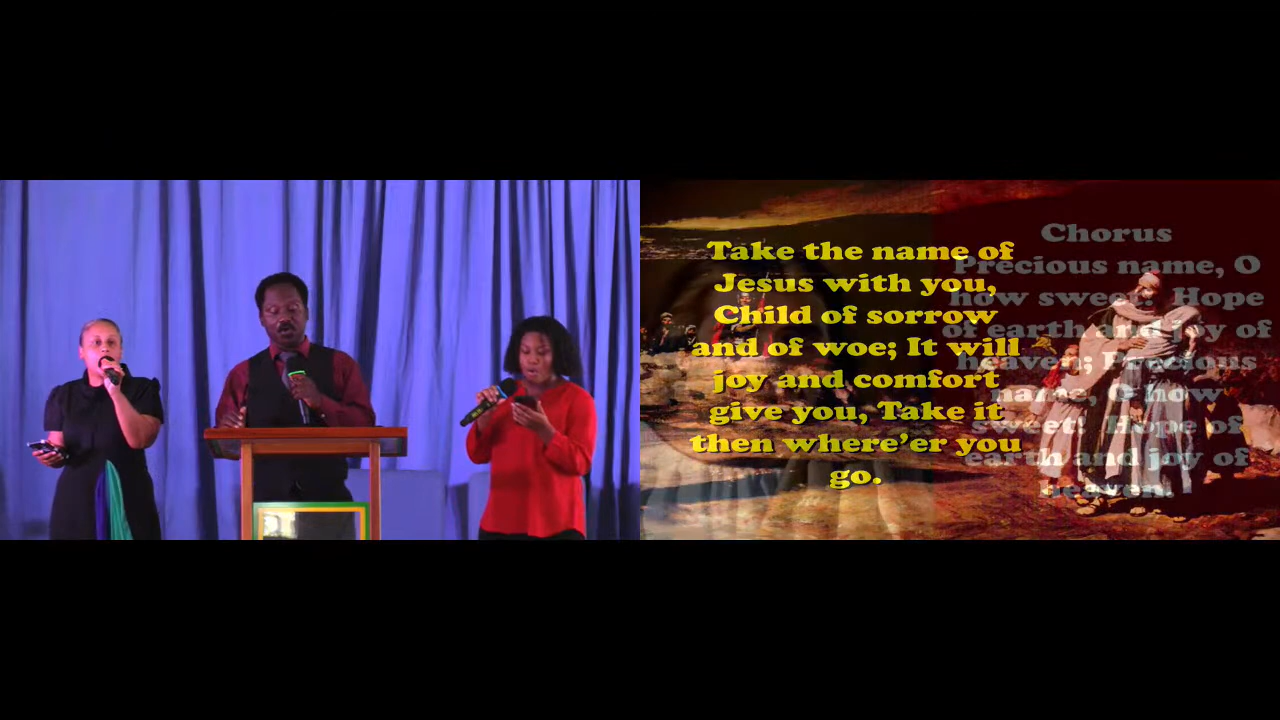 Take the name of
Jesus with you,
Child of sorrow
and of woe; It will
joy and comfort
give you, Take it
then where'er you
go.
Chorus
Precious name, O
how sweet! Hope
of earth and joy of
heaven; Precious
name, O how
sweet! Hope of
earth and joy of
heaven.